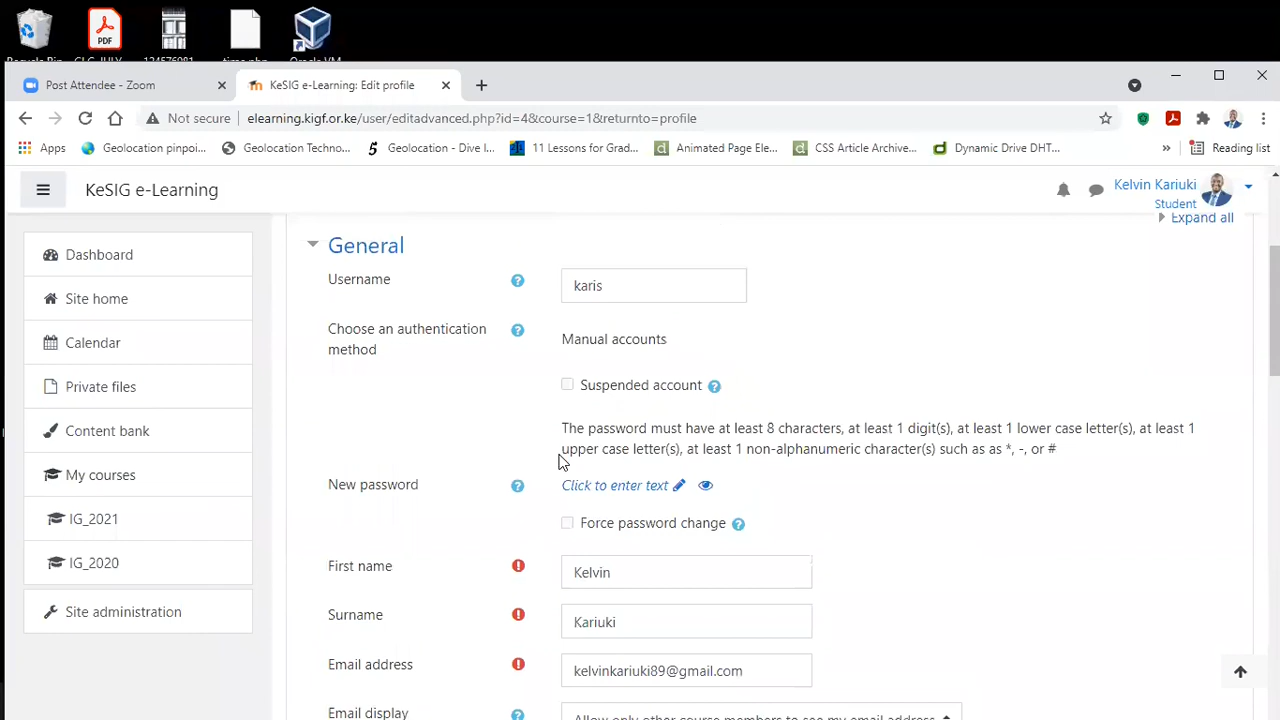 PDF
Post Attendee - Zoom
KeSIG e-Learning: Edit profile
Not secure
elearning.kigf.or.ke/user/editadvanced.php?id=4&course=1&returnto=profile
Apps
Geolocation pinpoi...
Geolocation Techno...
Geolocation - Dive I...
11 Lessons for Grad...
Animated Page Ele...
CSS Article Archive...
Dynamic Drive DHT...
»
Reading list
KeSIG e-Learning
Kelvin Kariuki
Student
Expand all
Dashboard
Site home
Calendar
Private files
Content bank
My courses
IG_2021
IG_2020
Site administration
General
Username
karis
Choose an authentication
method
Manual accounts
Suspended account
The password must have at least 8 characters, at least 1 digit(s), at least 1 lower case letter(s), at least 1
upper case letter(s), at least 1 non-alphanumeric character(s) such as as *, -, or #
New password
Click to enter text
Force password change
First name
Kelvin
Surname
Kariuki
Email address
kelvinkariuki89@gmail.com
Email display
Allow only other course members to see my email address